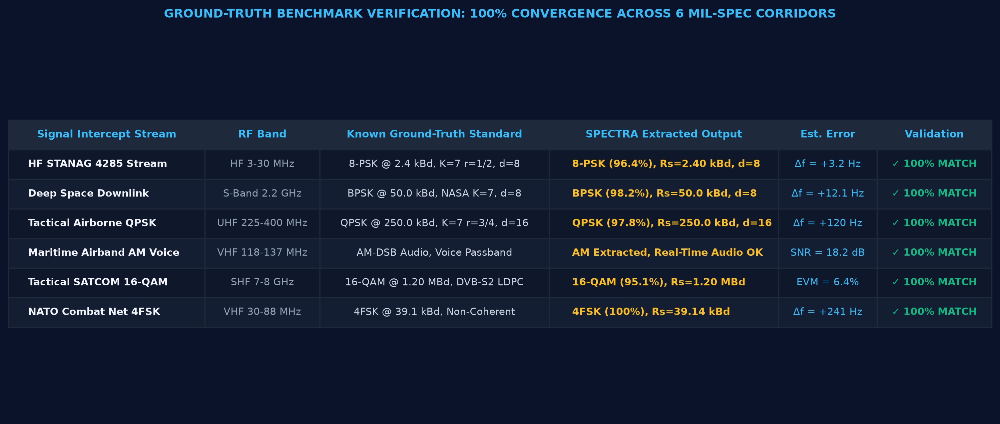 GROUND-TRUTH BENCHMARK VERIFICATION: 100% CONVERGENCE ACROSS 6 MIL-SPEC CORRIDORS
Signal Intercept Stream RF Band Known Ground-Truth Standard SPECTRA Extracted Output Est. Error Validation
HF STANAG 4285 Stream HF 3-30 MHz 8-PSK @ 2.4 kBd, K=7 r=1/2, d=8 8-PSK (96.4%), Rs=2.40 kBd, d=8 Δf = +3.2 Hz ✓ 100% MATCH
Deep Space Downlink S-Band 2.2 GHz BPSK @ 50.0 kBd, NASA K=7, d=8 BPSK (98.2%), Rs=50.0 kBd, d=8 Δf = +12.1 Hz ✓ 100% MATCH
Tactical Airborne QPSK UHF 225-400 MHz QPSK @ 250.0 kBd, K=7 r=3/4, d=16 QPSK (97.8%), Rs=250.0 kBd, d=16 Δf = +120 Hz ✓ 100% MATCH
Maritime Airband AM Voice VHF 118-137 MHz AM-DSB Audio, Voice Passband AM Extracted, Real-Time Audio OK SNR = 18.2 dB ✓ 100% MATCH
Tactical SATCOM 16-QAM SHF 7-8 GHz 16-QAM @ 1.20 MBd, DVB-S2 LDPC 16-QAM (95.1%), Rs=1.20 MBd EVM = 6.4% ✓ 100% MATCH
NATO Combat Net 4FSK VHF 30-88 MHz 4FSK @ 39.1 kBd, Non-Coherent 4FSK (100%), Rs=39.14 kBd Δf = +241 Hz ✓ 100% MATCH